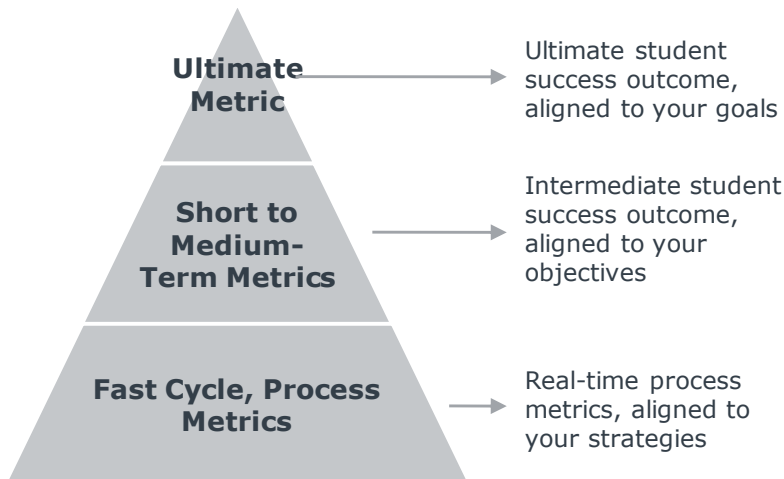 Ultimate
Metric
Ultimate student
success outcome,
aligned to your goals
Short to
Medium-
Term Metrics
Intermediate student
success outcome,
aligned to your
objectives
Fast Cycle, Process
Metrics
Real-time process
metrics, aligned to
your strategies